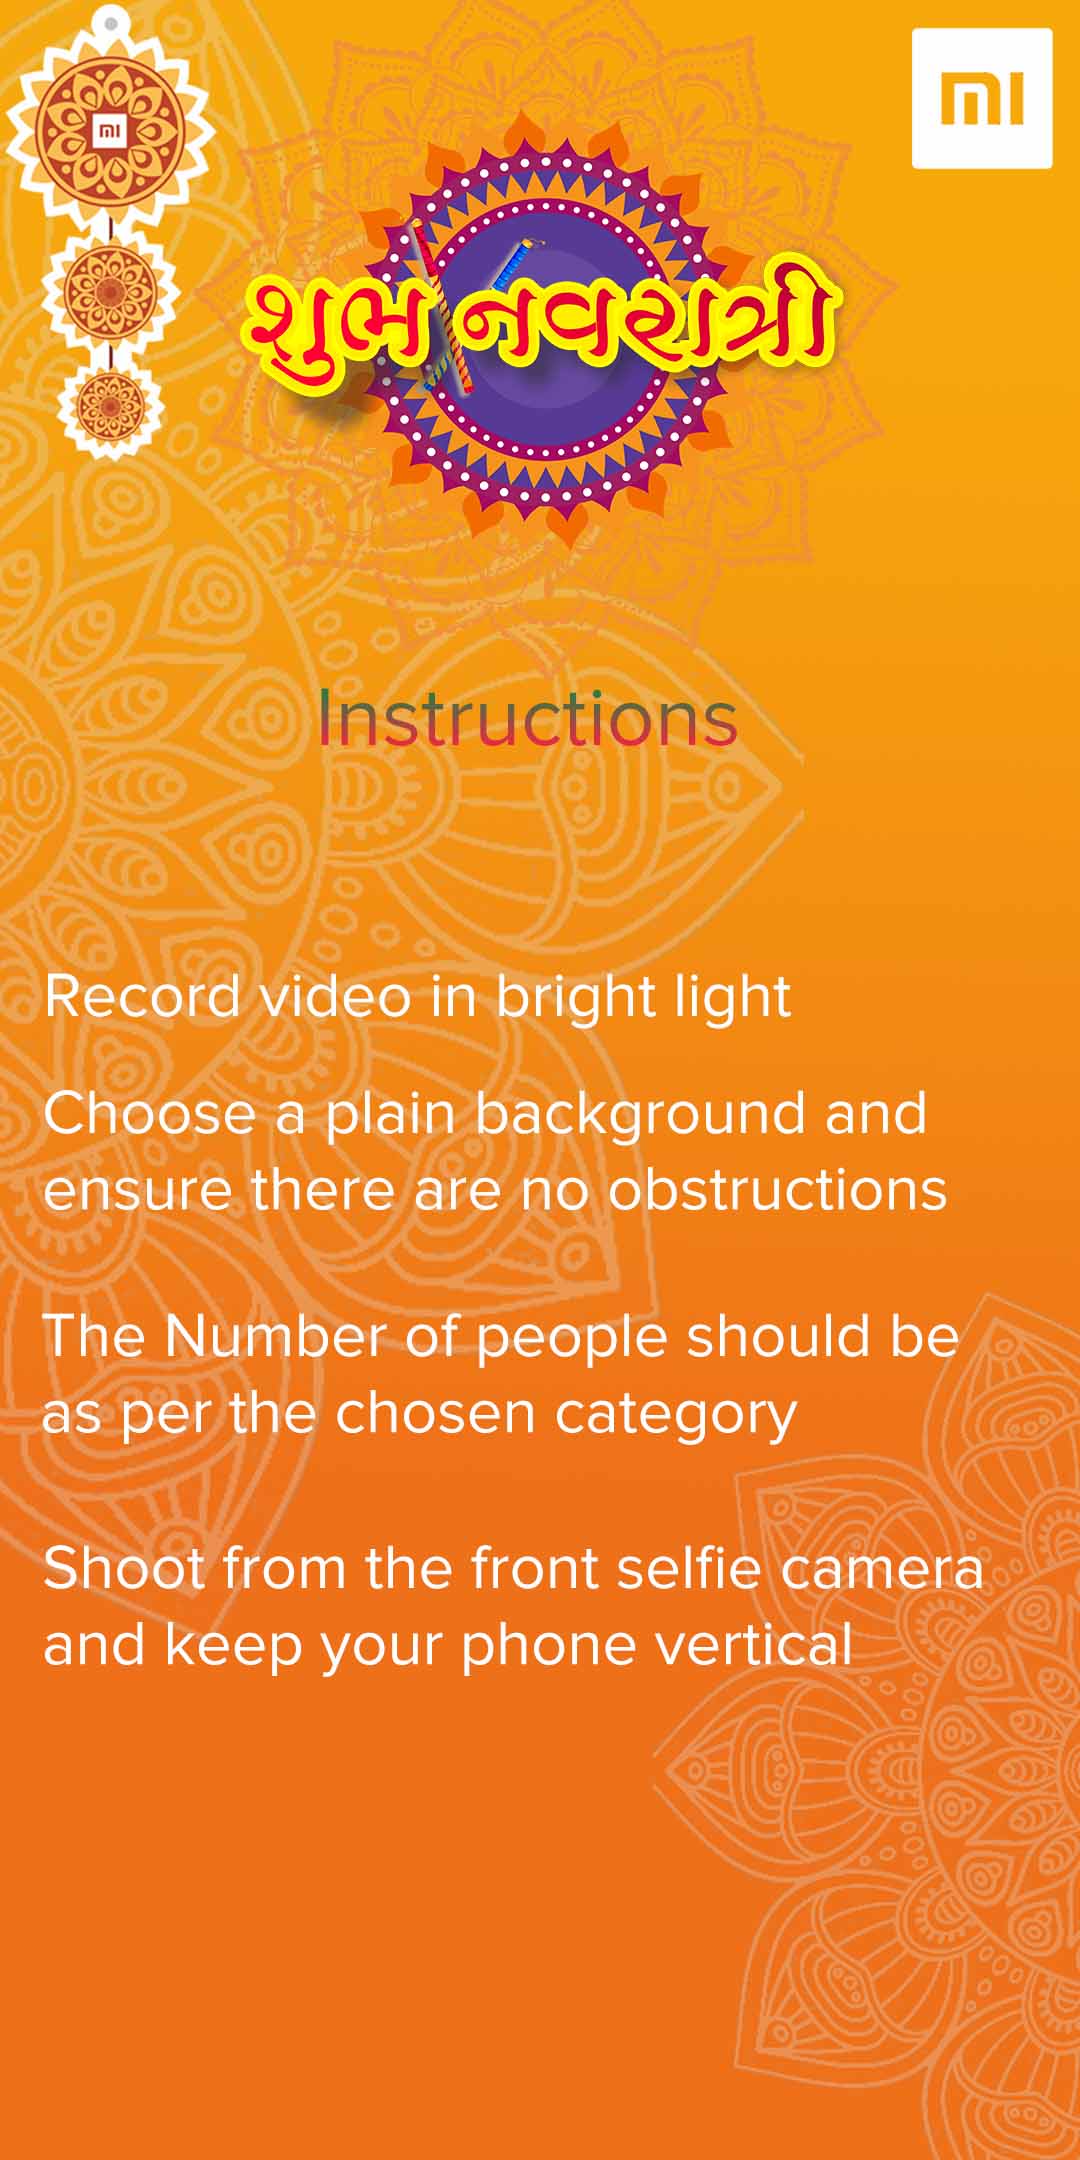 mi
mi
શુભ નવરાત્રી
Instructions
Record video in bright light
Choose a plain background and
ensure there are no obstructions
The Number of people should be
as per the chosen category
Shoot from the front selfie camera
and keep your phone vertical